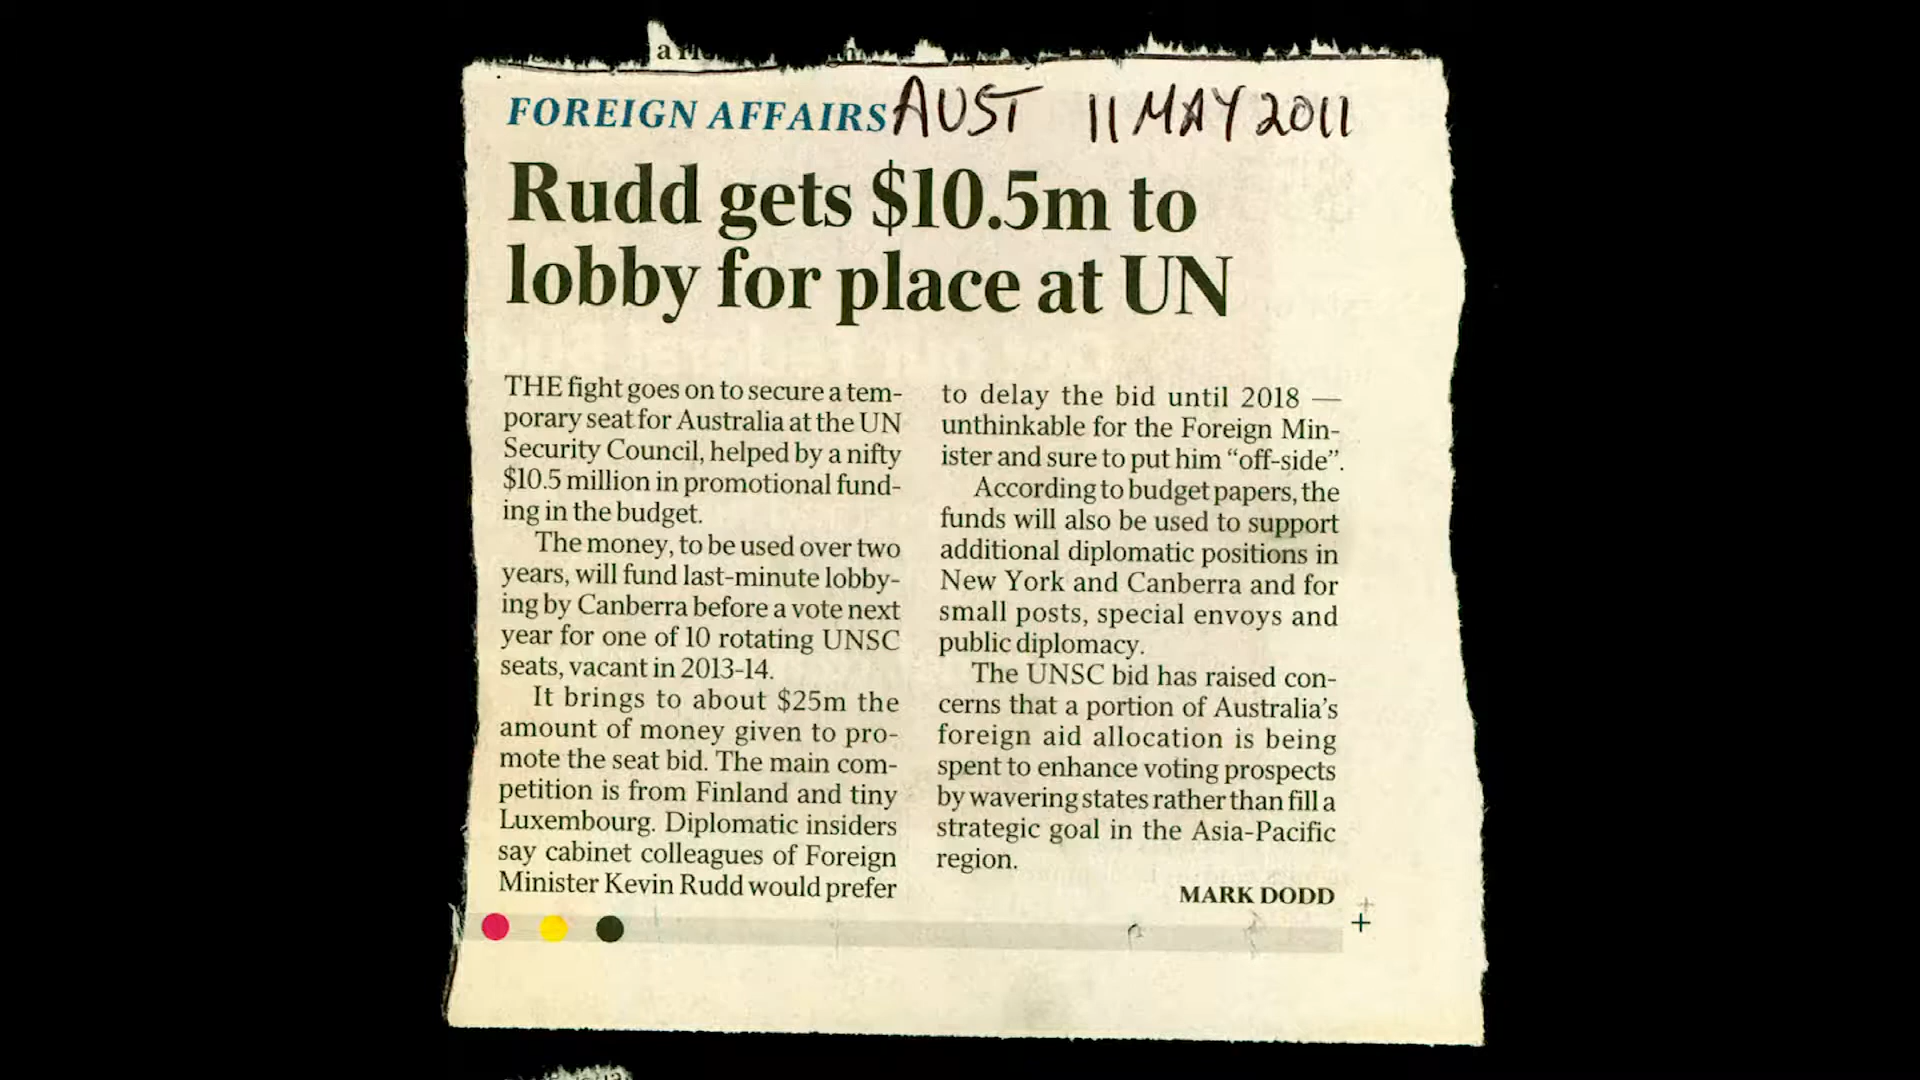 FOREIGN AFFAIRS AUST 11 MAY 2011
Rudd gets $10.5m to
lobby for place at UN
THE fight goes on to secure a tem-
porary seat for Australia at the UN
Security Council, helped by a nifty
$10.5 million in promotional fund-
ing in the budget.
The money, to be used over two
years, will fund last-minute lobby-
ing by Canberra before a vote next
year for one of 10 rotating UNSC
seats, vacant in 2013-14.
It brings to about $25m the
amount of money given to pro-
mote the seat bid. The main com-
petition is from Finland and tiny
Luxembourg. Diplomatic insiders
say cabinet colleagues of Foreign
Minister Kevin Rudd would prefer
to delay the bid until 2018 —
unthinkable for the Foreign Min-
ister and sure to put him “off-side”.
According to budget papers, the
funds will also be used to support
additional diplomatic positions in
New York and Canberra and for
small posts, special envoys and
public diplomacy.
The UNSC bid has raised con-
cerns that a portion of Australia’s
foreign aid allocation is being
spent to enhance voting prospects
by wavering states rather than fill a
strategic goal in the Asia-Pacific
region.
MARK DODD